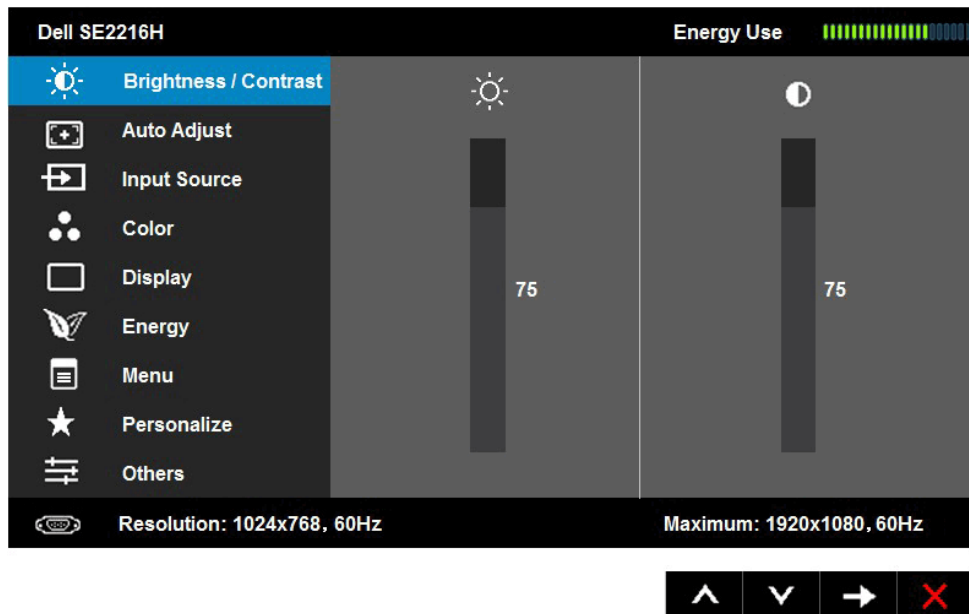 Dell SE2216H Energy Use
Brightness / Contrast
Auto Adjust
Input Source
Color
Display
75 75
Energy
Menu
Personalize
Others
Resolution: 1024x768, 60Hz Maximum: 1920x1080, 60Hz